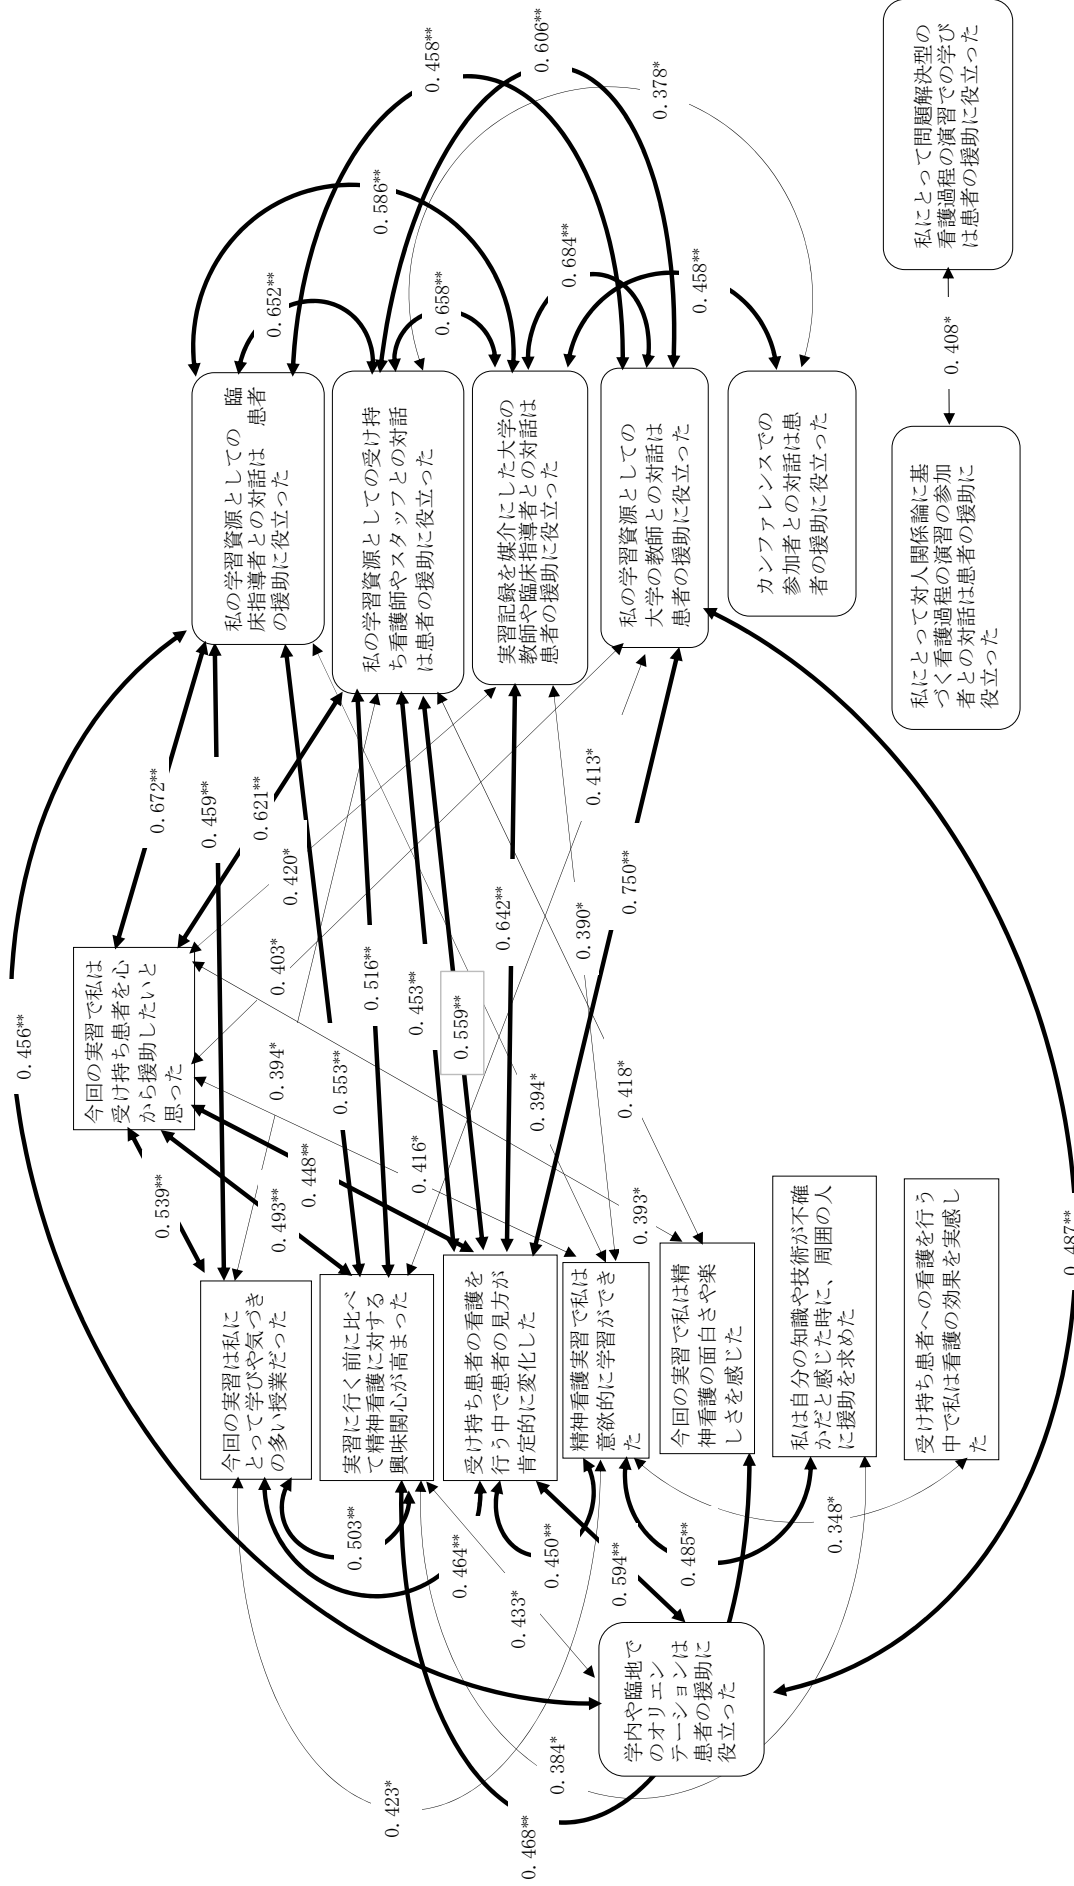 0.456**
今回の実習で私は
受け持ち患者を心
から援助したいと
思った
0.672**
0.459**
0.621**
0.420*
0.403*
0.394*
0.539**
0.493**
0.448**
0.416*
0.553**
0.516**
0.453**
0.559**
0.642**
0.750**
0.413*
0.390*
0.394*
0.418*
0.393*
今回の実習は私に
とって学びや気づき
の多い授業だった
実習に行く前に比べ
て精神看護に対する
興味関心が高まった
受け持ち患者の看護を
行う中で患者の見方が
肯定的に変化した
精神看護実習で私は
意欲的に学習ができ
た
今回の実習で私は精
神看護の面白さや楽
しさを感じた
私は自分の知識や技術が不確
かだと感じた時に、周囲の人
に援助を求めた
受け持ち患者への看護を行う
中で私は看護の効果を実感し
た
0.503**
0.464**
0.450**
0.594**
0.485**
0.348*
0.433*
0.384*
0.423*
0.468**
学内や臨地で
のオリエン
テーションは
患者の援助に
役立った
0.487**
私の学習資源としての 臨
床指導者との対話は 患者
の援助に役立った
私の学習資源としての受け持
ち看護師やスタッフとの対話
は患者の援助に役立った
実習記録を媒介にした大学の
教師や臨床指導者との対話は
患者の援助に役立った
私の学習資源としての
大学の教師との対話は
患者の援助に役立った
カンファレンスでの
参加者との対話は患
者の援助に役立った
0.652**
0.586**
0.458**
0.606**
0.378*
0.658**
0.684**
0.458**
私にとって対人関係論に基
づく看護過程の演習の参加
者との対話は患者の援助に
役立った
0.408*
私にとって問題解決型の
看護過程の演習での学び
は患者の援助に役立った